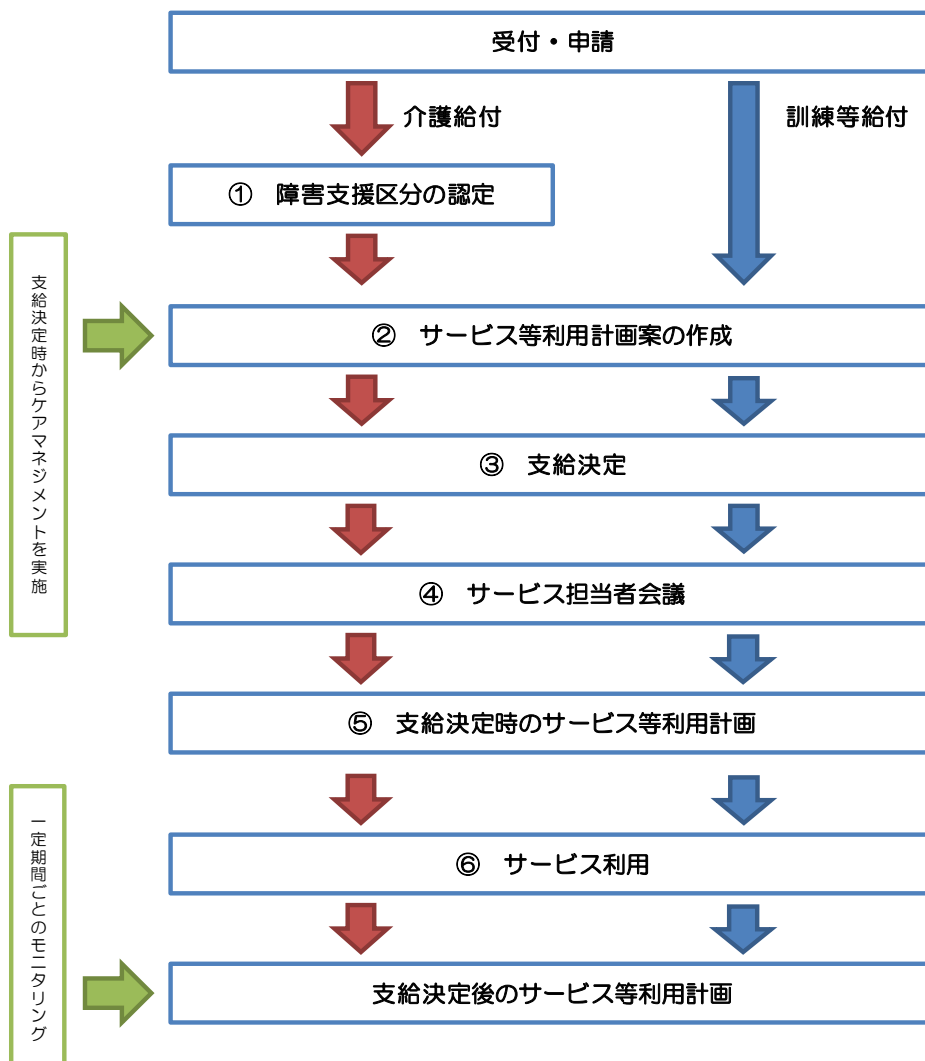 受付・申請
介護給付
訓練等給付
① 障害支援区分の認定
支給決定時からケアマネジメントを実施
② サービス等利用計画案の作成
③ 支給決定
④ サービス担当者会議
⑤ 支給決定時のサービス等利用計画
一定期間ごとのモニタリング
⑥ サービス利用
支給決定後のサービス等利用計画